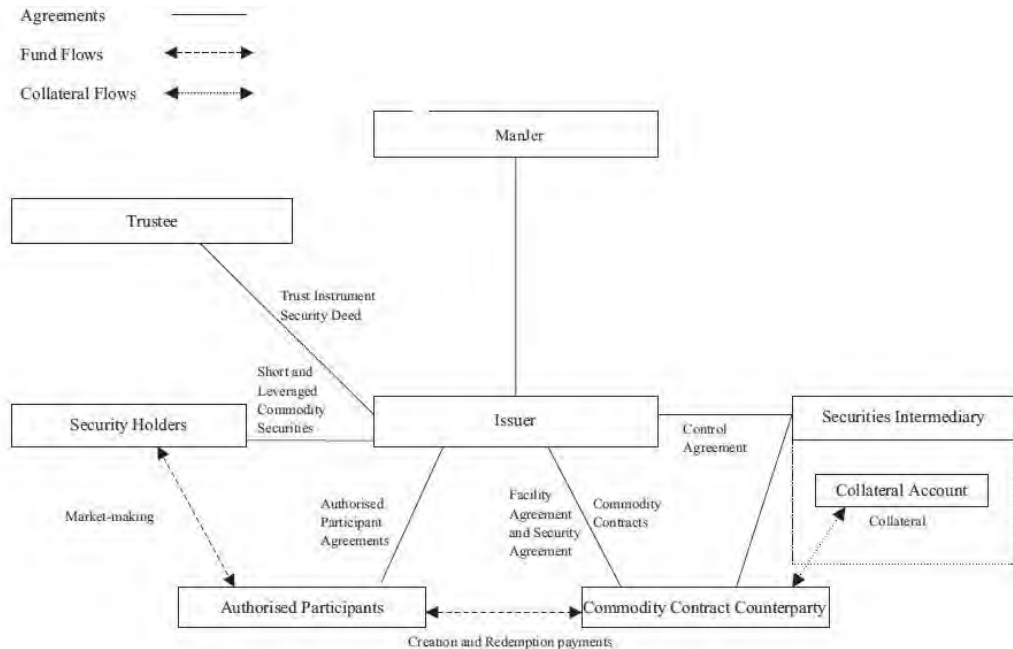 Agreements
Fund Flows
Collateral Flows
ManJer
Trustee
Trust Instrument
Security Deed
Short and
Leveraged
Commodity
Securities
Security Holders
Issuer
Securities Intermediary
Control
Agreement
Collateral Account
Collateral
Market-making
Authorised
Participant
Agreements
Facility
Agreement
and Security
Agreement
Commodity
Contracts
Authorised Participants
Commodity Contract Counterparty
Creation and Redemption payments